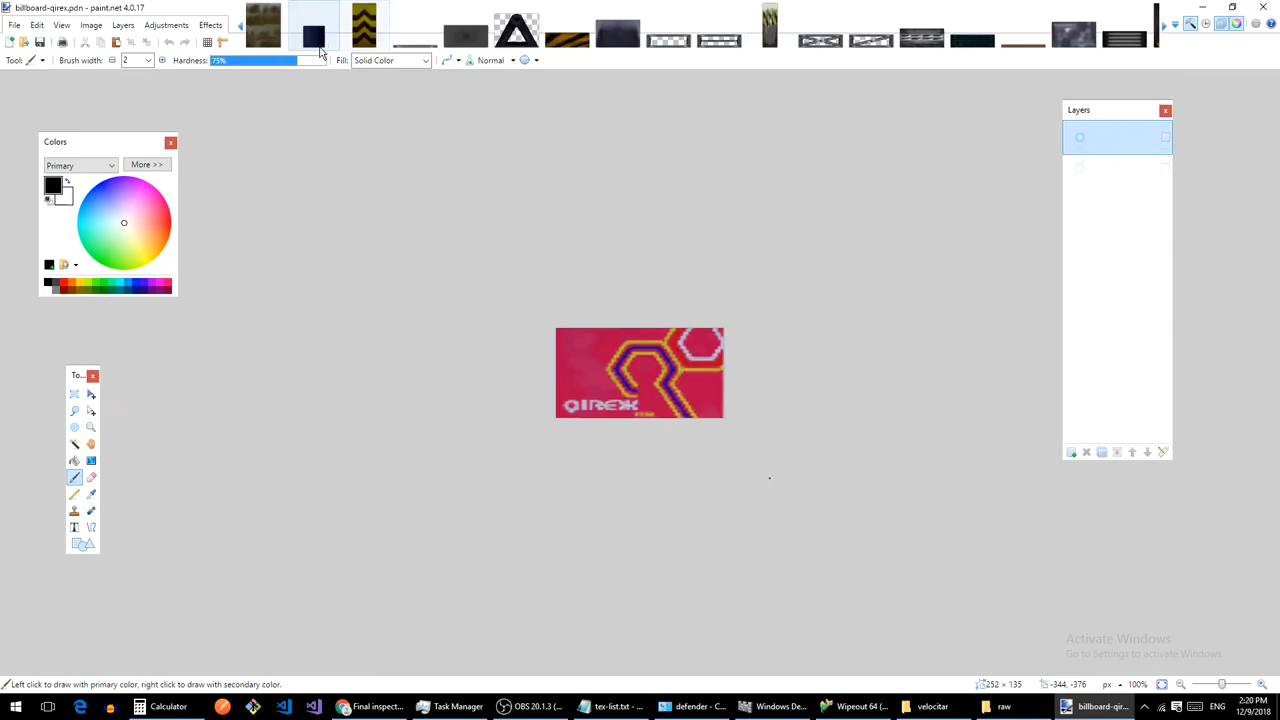 billboard-qirex.pdn - paint.net 4.0.17
File Edit View Image Layers Adjustments Effects
Tool: Brush width: 2 Hardness: 75% Fill: Solid Color Normal
Colors
Primary More >>
Layers
To...
QIREX
Activate Windows
Go to Settings to activate Windows.
Left click to draw with primary color, right click to draw with secondary color.
252 × 135 -344, -376 px 100%
Calculator Final inspect... Task Manager OBS 20.1.3 (... tex-list.txt - ... defender - C... Windows De... Wipeout 64 (... velocitar raw billboard-qir...
2:20 PM
12/9/2018